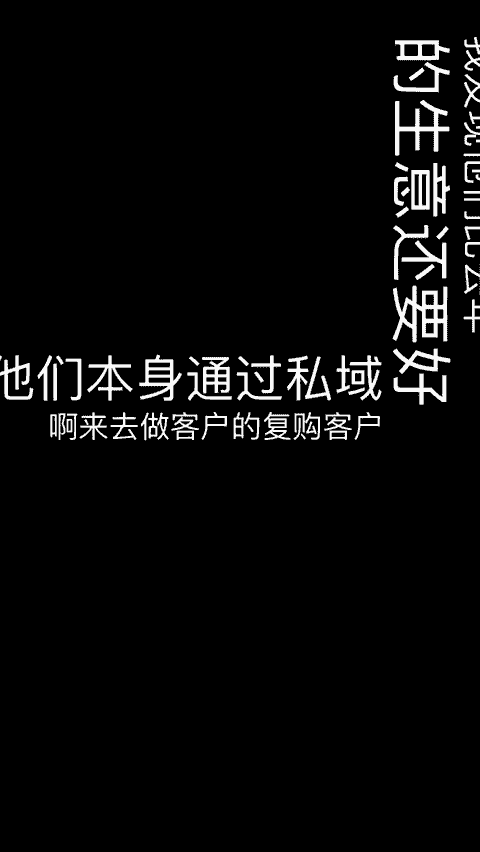 我发现他们比去年
的生意还要好
他们本身通过私域
啊来去做客户的复购客户